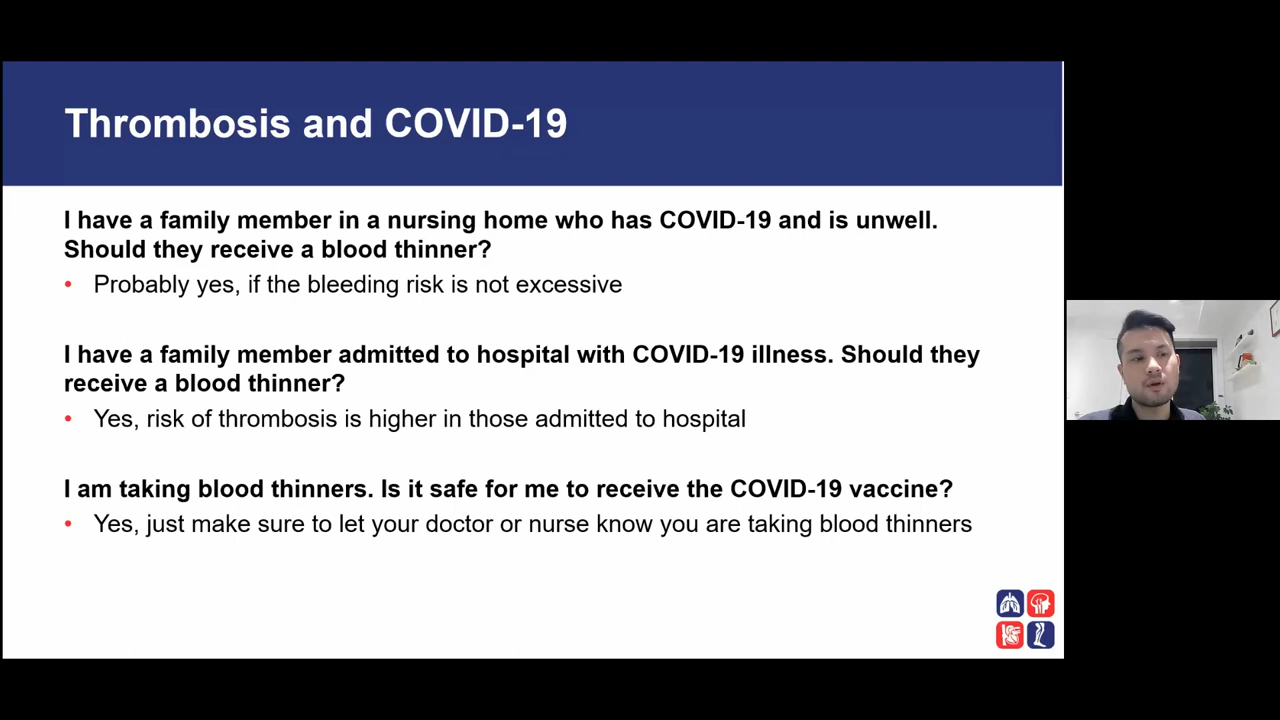 Thrombosis and COVID-19
I have a family member in a nursing home who has COVID-19 and is unwell.
Should they receive a blood thinner?
• Probably yes, if the bleeding risk is not excessive
I have a family member admitted to hospital with COVID-19 illness. Should they
receive a blood thinner?
• Yes, risk of thrombosis is higher in those admitted to hospital
I am taking blood thinners. Is it safe for me to receive the COVID-19 vaccine?
• Yes, just make sure to let your doctor or nurse know you are taking blood thinners